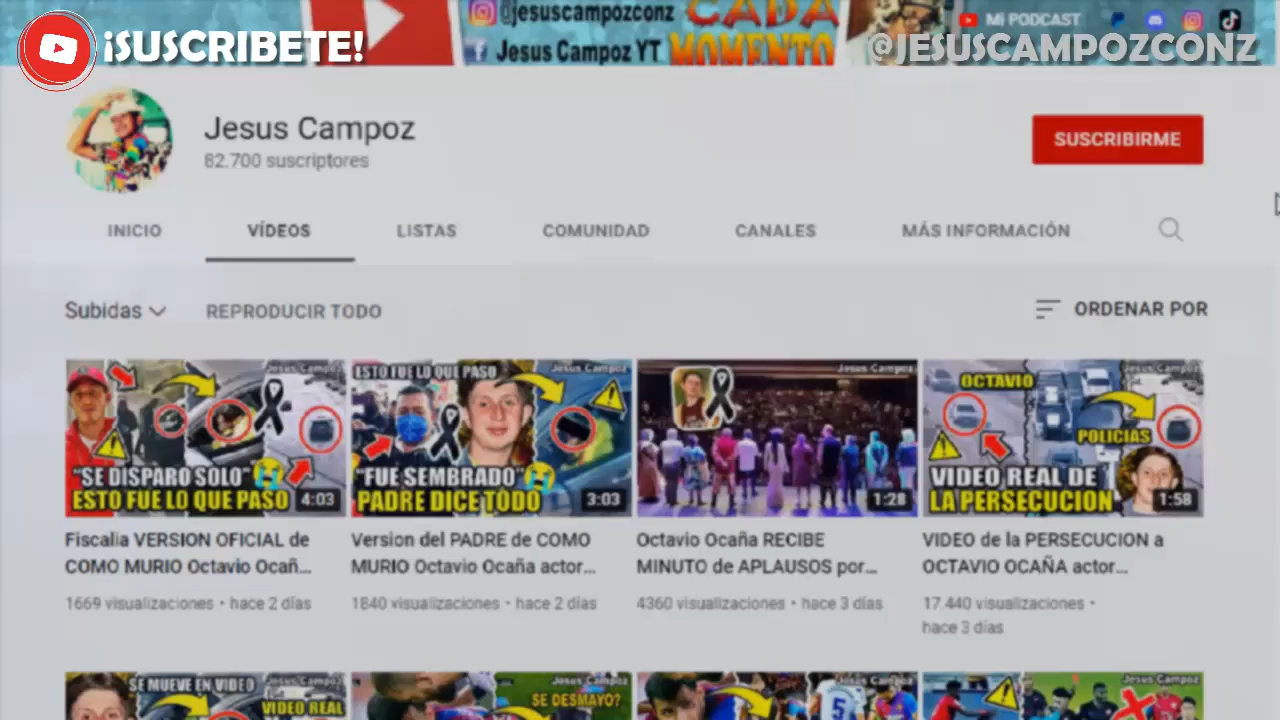 ¡SUSCRIBETE!
@jesuscampozconz
Jesus Campoz YT
CADA
MOMENTO
Mi PODCAST
@JESUSCAMPOZCONZ
Jesus Campoz
82.700 suscriptores
SUSCRIBIRME
INICIO
VÍDEOS
LISTAS
COMUNIDAD
CANALES
MÁS INFORMACIÓN
Subidas
REPRODUCIR TODO
ORDENAR POR
Jesus Campoz
"SE DISPARO SOLO"
ESTO FUE LO QUE PASO
4:03
ESTO FUE LO QUE PASO
Jesus Campoz
"FUE SEMBRADO"
PADRE DICE TODO
3:03
Jesus Campoz
1:28
OCTAVIO
Jesus Campoz
POLICIAS
VIDEO REAL DE
LA PERSECUCION
1:58
Fiscalia VERSION OFICIAL de
COMO MURIO Octavio Ocañ...
1669 visualizaciones • hace 2 días
Version del PADRE de COMO
MURIO Octavio Ocaña actor...
1840 visualizaciones • hace 2 días
Octavio Ocaña RECIBE
MINUTO de APLAUSOS por...
4360 visualizaciones • hace 3 días
VIDEO de la PERSECUCION a
OCTAVIO OCAÑA actor...
17.440 visualizaciones •
hace 3 días
SE MUEVE EN VIDEO
Jesus Campoz
VIDEO REAL
Jesus Campoz
SE DESMAYO?
Jesus Campoz
5
Jesus Campoz